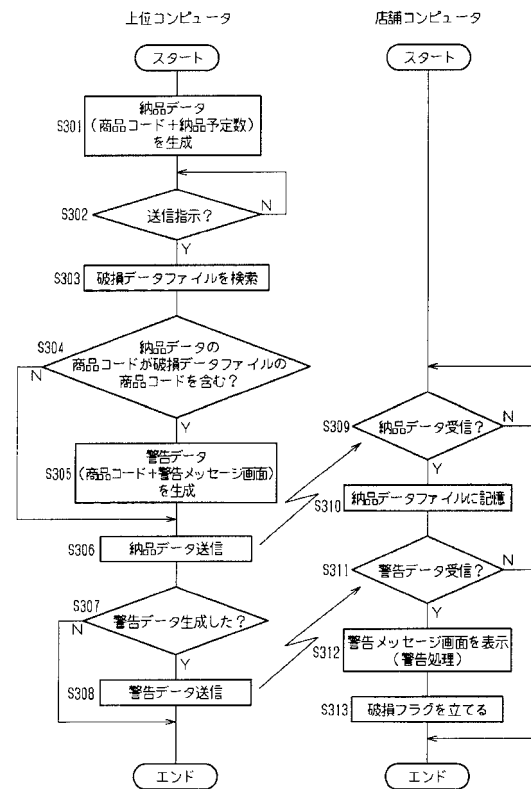 上位コンピュータ
スタート
S301
納品データ
(商品コード+納品予定数)
を生成
S302
送信指示?
N
Y
S303
破損データファイルを検索
S304
納品データの
商品コードが破損データファイルの
商品コードを含む?
N
Y
S305
警告データ
(商品コード+警告メッセージ画面)
を生成
S306
納品データ送信
S307
警告データ生成した?
N
Y
S308
警告データ送信
エンド
店舗コンピュータ
スタート
S309
納品データ受信?
N
Y
S310
納品データファイルに記憶
S311
警告データ受信?
N
Y
S312
警告メッセージ画面を表示
(警告処理)
S313
破損フラグを立てる
エンド